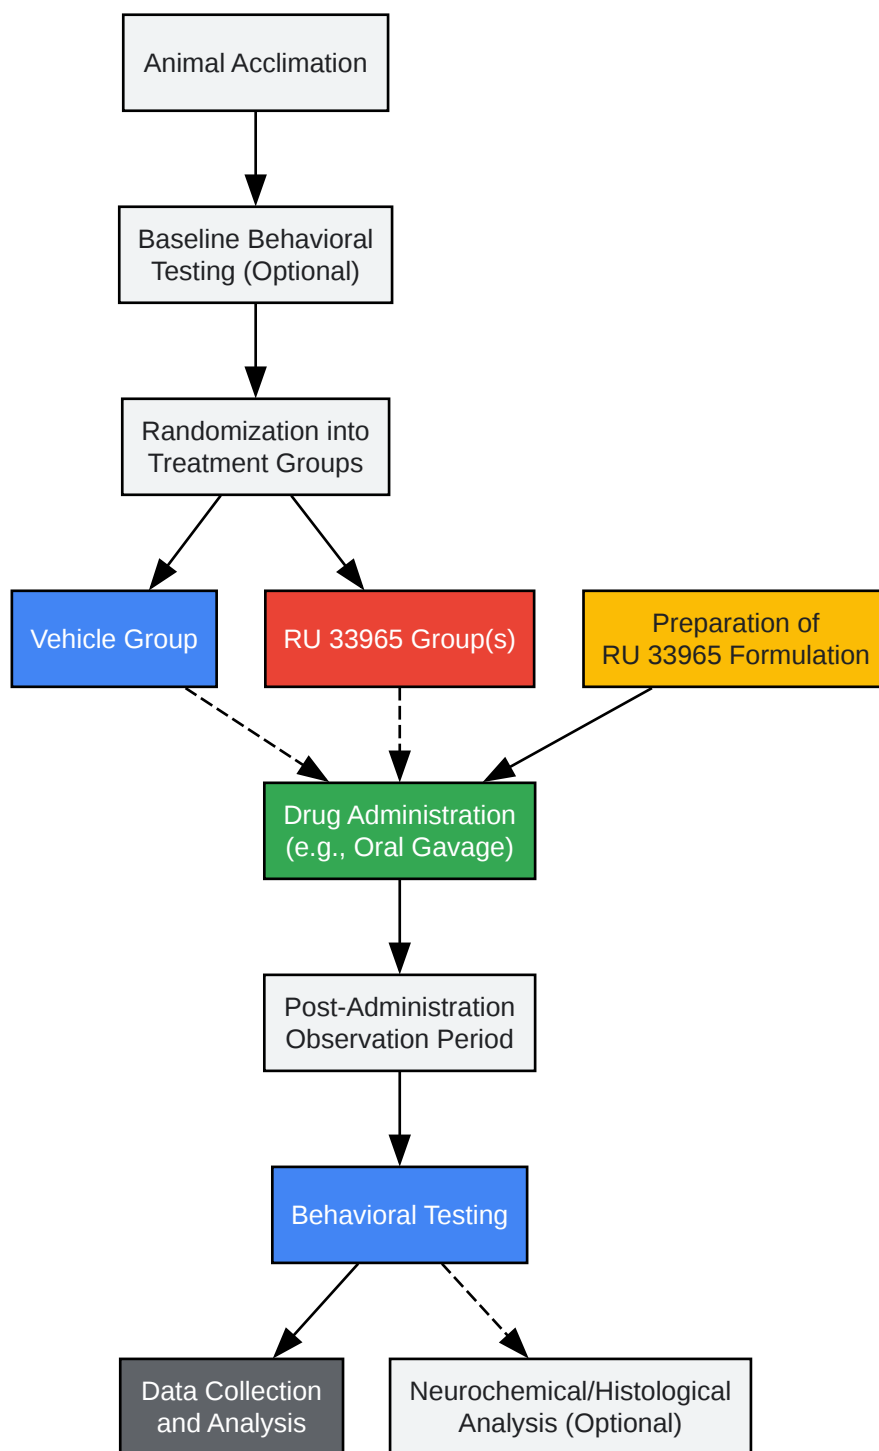 Animal Acclimation
Baseline Behavioral
Testing (Optional)
Randomization into
Treatment Groups
Vehicle Group
RU 33965 Group(s)
Preparation of
RU 33965 Formulation
Drug Administration
(e.g., Oral Gavage)
Post-Administration
Observation Period
Behavioral Testing
Data Collection
and Analysis
Neurochemical/Histological
Analysis (Optional)